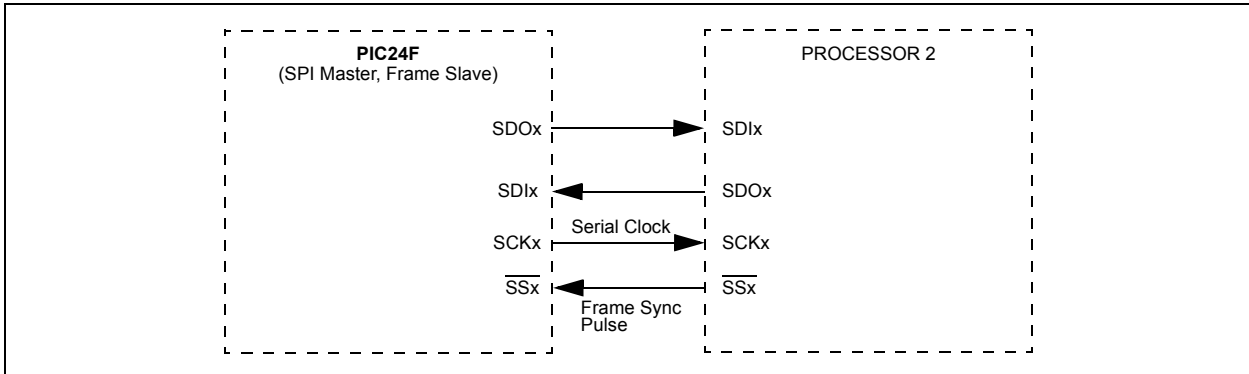 PIC24F
(SPI Master, Frame Slave)
PROCESSOR 2
SDOx
SDIx
SDIx
SDOx
Serial Clock
SCKx
SCKx
SSx
SSx
Frame Sync
Pulse